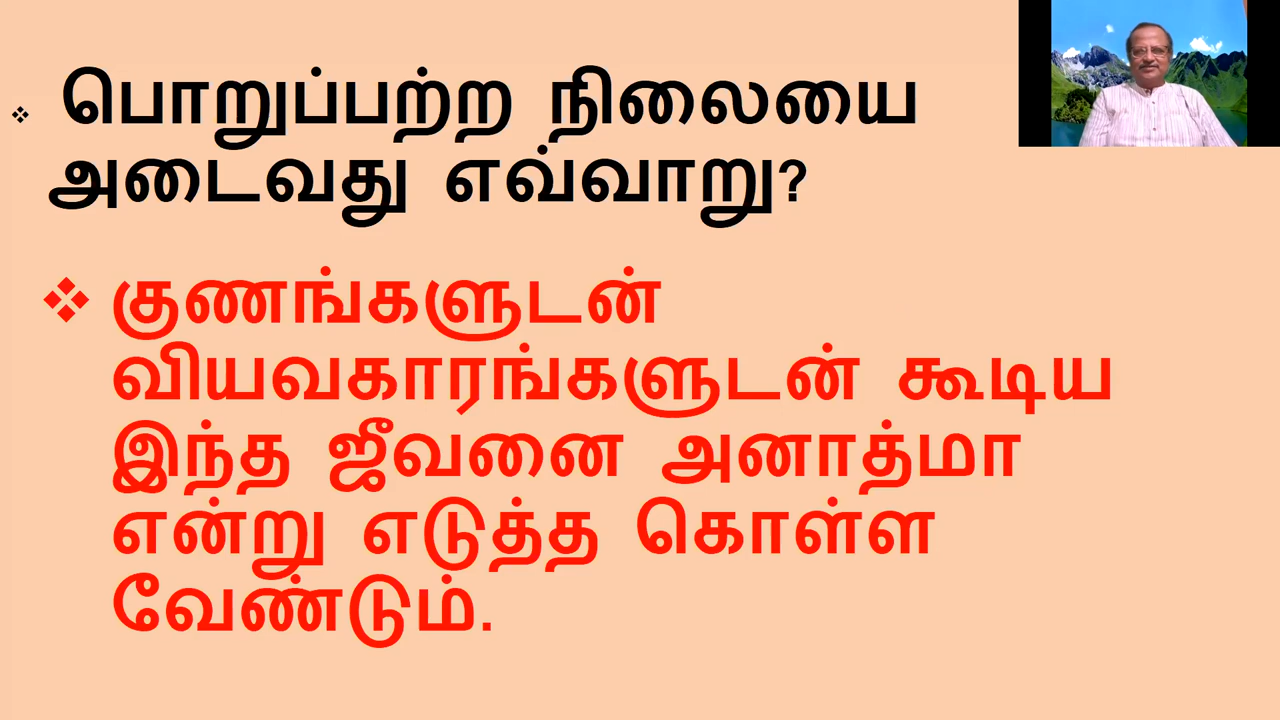 ❖ பொறுப்பற்ற நிலையை
அடைவது எவ்வாறு?
❖ குணங்களுடன்
வியவகாரங்களுடன் கூடிய
இந்த ஜீவனை அனாத்மா
என்று எடுத்த கொள்ள
வேண்டும்.